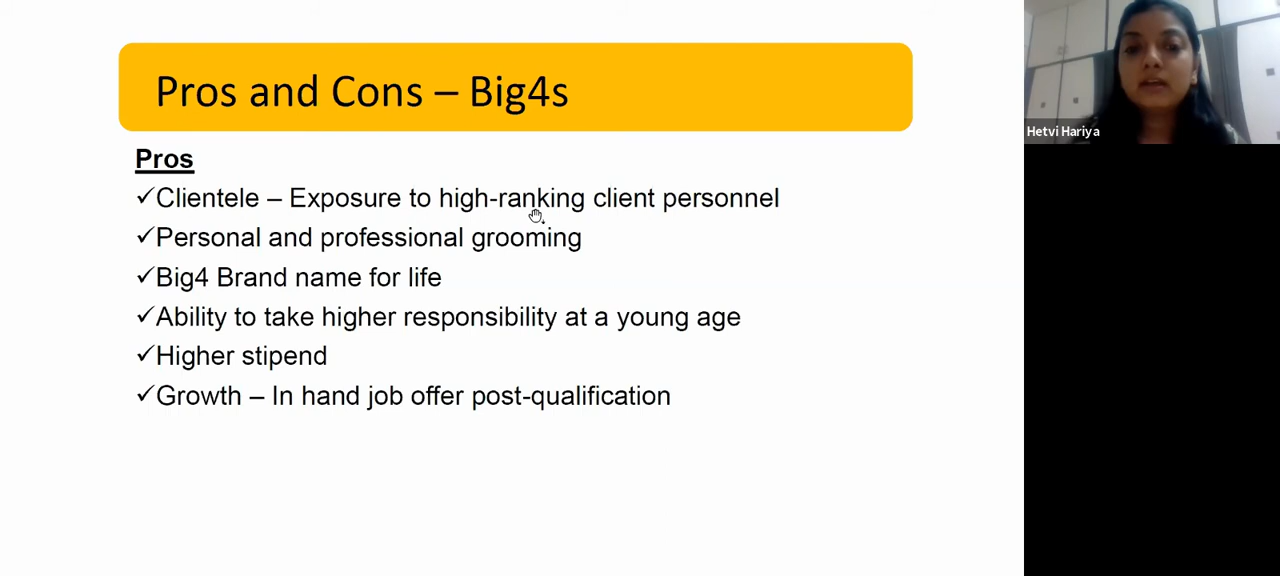 Pros and Cons – Big4s
Pros
✓Clientele – Exposure to high-ranking client personnel
✓Personal and professional grooming
✓Big4 Brand name for life
✓Ability to take higher responsibility at a young age
✓Higher stipend
✓Growth – In hand job offer post-qualification
Hetvi Hariya